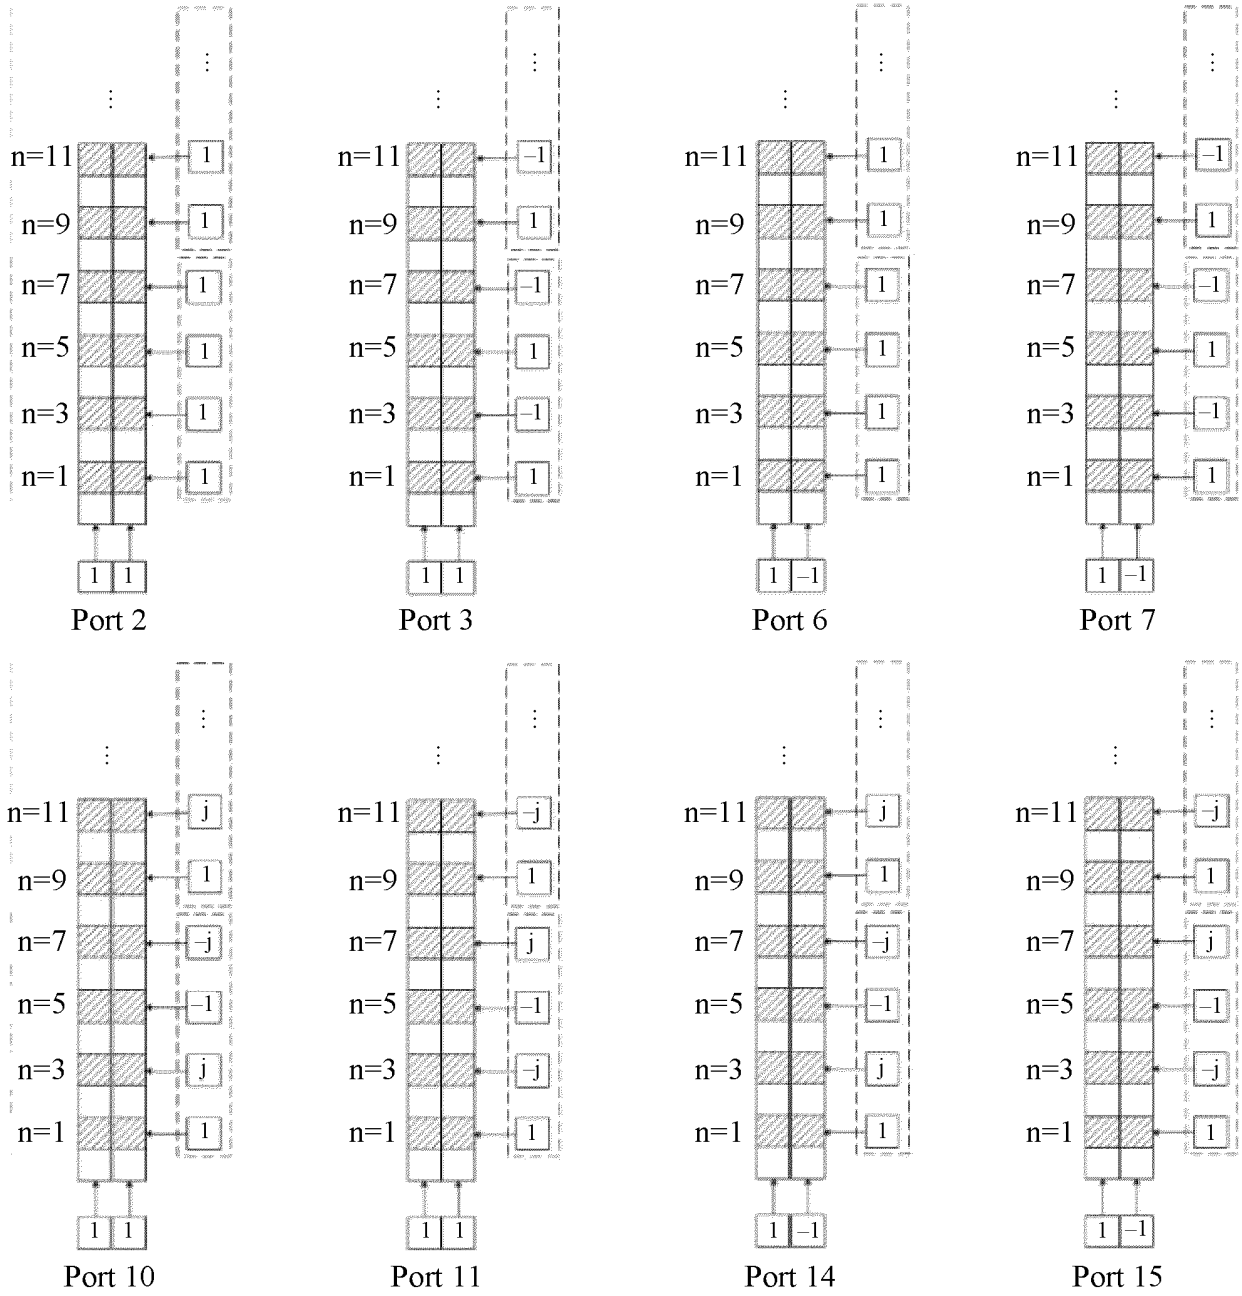 ⋮ ⋮ ⋮ ⋮
⋮ ⋮ ⋮ ⋮
n=11 1 n=11 –1 n=11 1 n=11 –1
n=9 1 n=9 1 n=9 1 n=9 1
n=7 1 n=7 –1 n=7 1 n=7 –1
n=5 1 n=5 1 n=5 1 n=5 1
n=3 1 n=3 –1 n=3 1 n=3 –1
n=1 1 n=1 1 n=1 1 n=1 1
1 1 1 1 1 –1 1 –1
Port 2 Port 3 Port 6 Port 7
⋮ ⋮ ⋮ ⋮
⋮ ⋮ ⋮ ⋮
n=11 j n=11 –j n=11 j n=11 –j
n=9 1 n=9 1 n=9 1 n=9 1
n=7 –j n=7 j n=7 –j n=7 j
n=5 –1 n=5 –1 n=5 –1 n=5 –1
n=3 j n=3 –j n=3 j n=3 –j
n=1 1 n=1 1 n=1 1 n=1 1
1 1 1 1 1 –1 1 –1
Port 10 Port 11 Port 14 Port 15